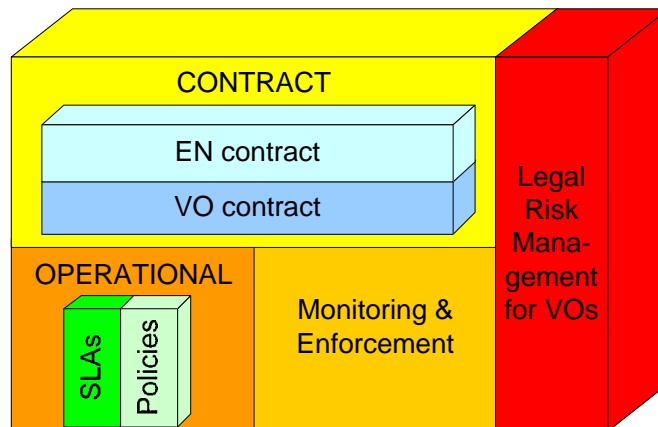 CONTRACT
EN contract
VO contract
OPERATIONAL
SLAs
Policies
Monitoring &
Enforcement
Legal
Risk
Mana-
gement
for VOs